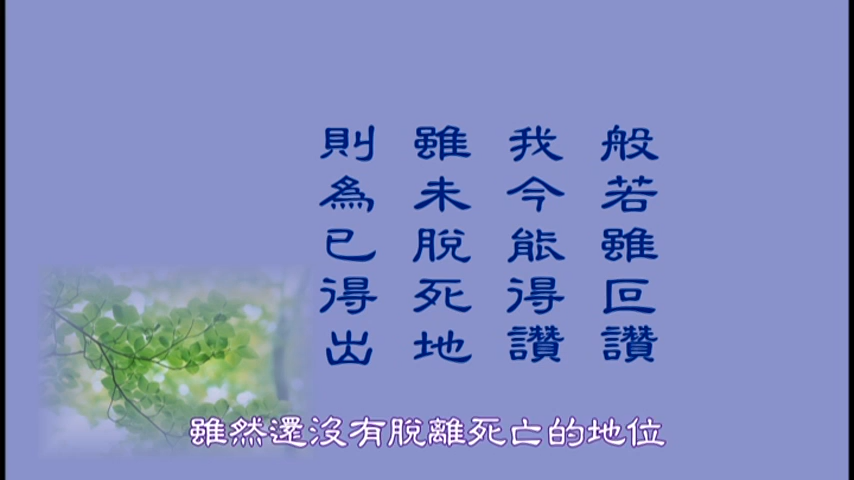 般若雖叵讚
我今能得讚
雖未脫死地
則為已得出
雖然還沒有脫離死亡的地位